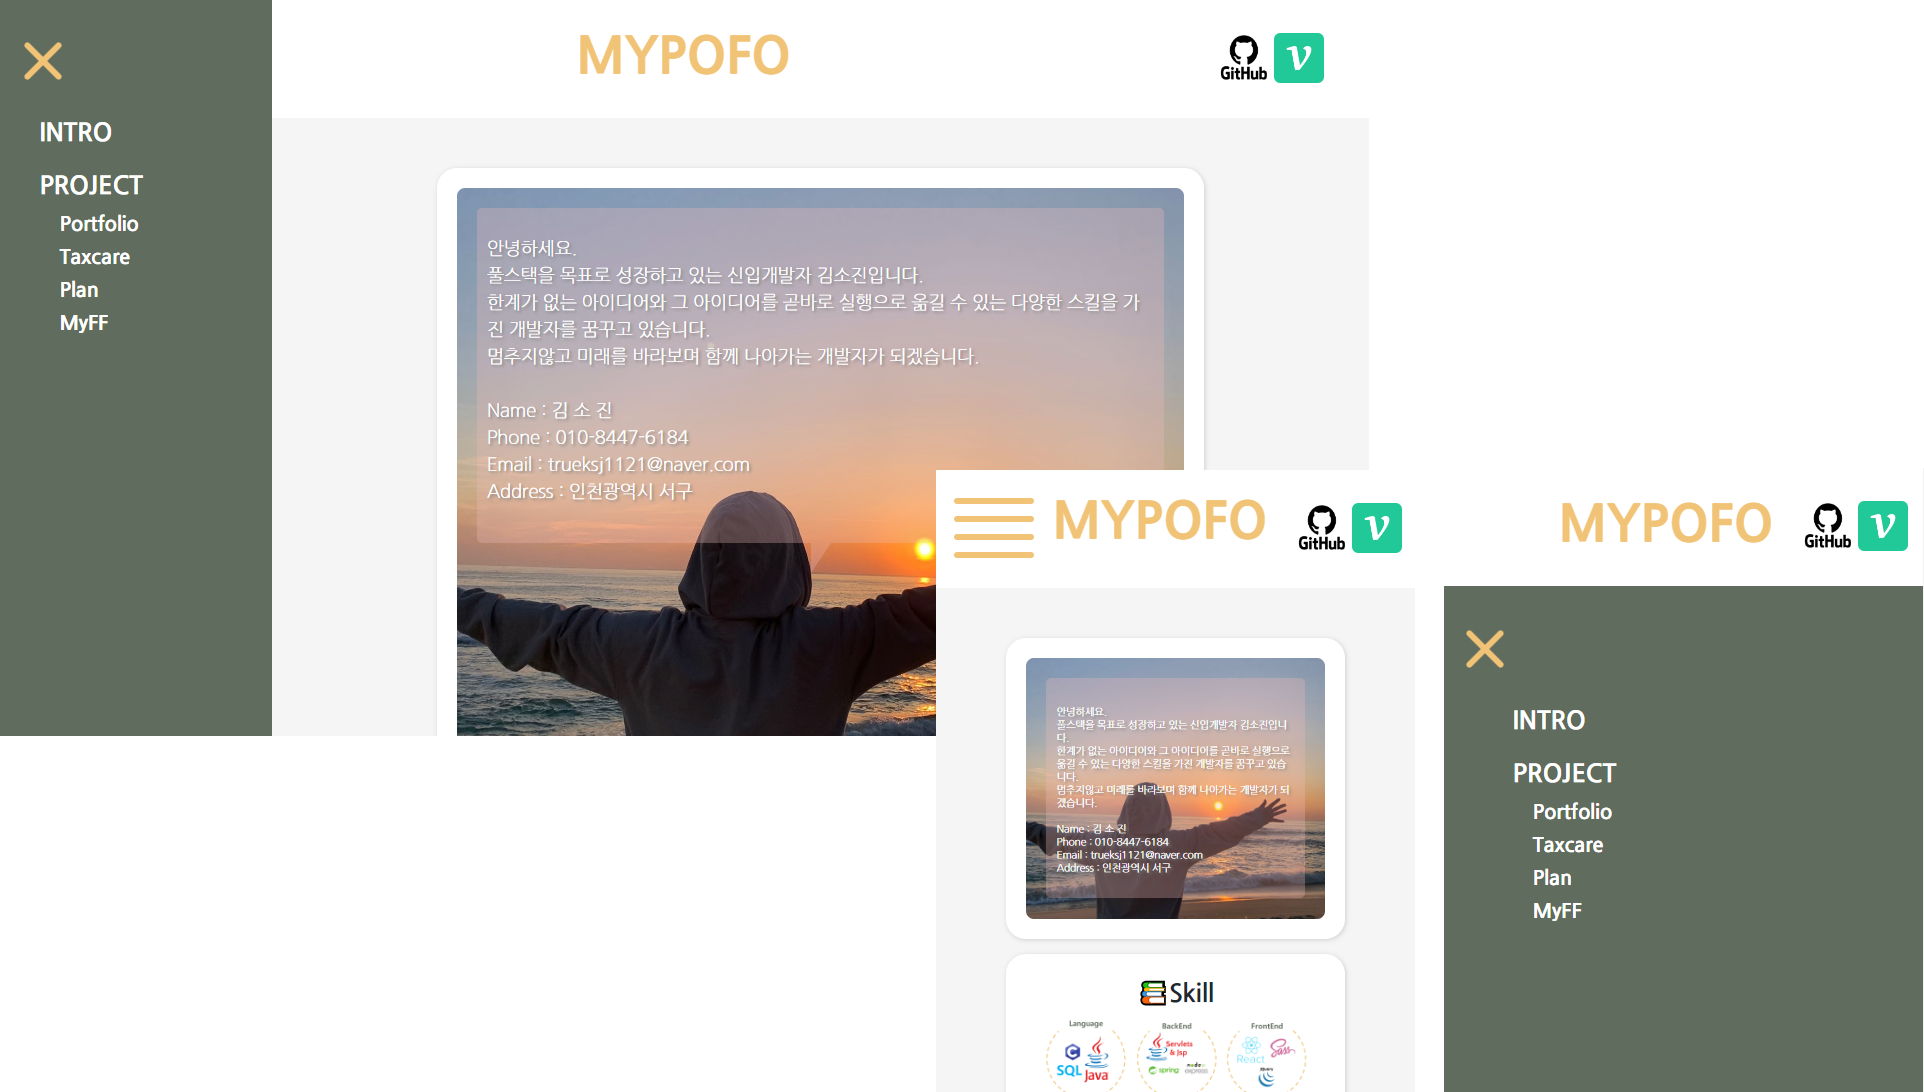 MYPOFO
GitHub
v
INTRO
PROJECT
Portfolio
Taxcare
Plan
MyFF
안녕하세요.
풀스택을 목표로 성장하고 있는 신입개발자 김소진입니다.
한계가 없는 아이디어와 그 아이디어를 곧바로 실행으로 옮길 수 있는 다양한 스킬을 가
진 개발자를 꿈꾸고 있습니다.
멈추지않고 미래를 바라보며 함께 나아가는 개발자가 되겠습니다.
Name : 김 소 진
Phone : 010-8447-6184
Email : trueksj1121@naver.com
Address : 인천광역시 서구
MYPOFO
GitHub
v
안녕하세요.
풀스택을 목표로 성장하고 있는 신입개발자 김소진입니
다.
한계가 없는 아이디어와 그 아이디어를 곧바로 실행으로
옮길 수 있는 다양한 스킬을 가진 개발자를 꿈꾸고 있습
니다.
멈추지않고 미래를 바라보며 함께 나아가는 개발자가 되
겠습니다.
Name : 김 소 진
Phone : 010-8447-6184
Email : trueksj1121@naver.com
Address : 인천광역시 서구
Skill
Language
C
SQL Java
BackEnd
Servlets
& Jsp
spring
node
express
FrontEnd
React
Sass
jQuery
MYPOFO
GitHub
v
INTRO
PROJECT
Portfolio
Taxcare
Plan
MyFF